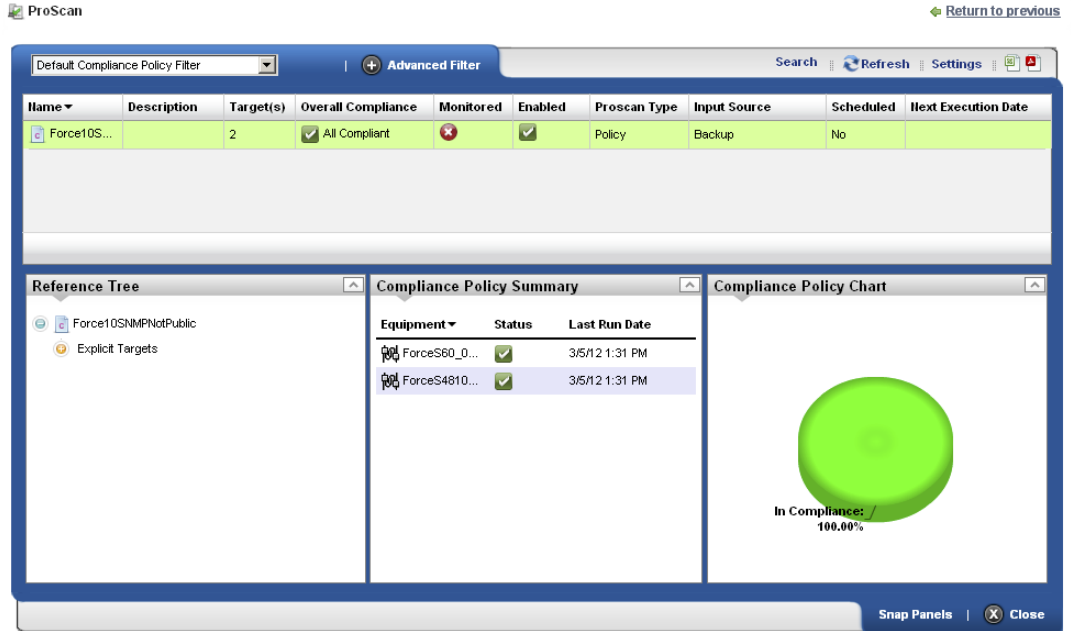 ProScan
Return to previous
Default Compliance Policy Filter
| Advanced Filter
Search Refresh Settings
Name Description Target(s) Overall Compliance Monitored Enabled Proscan Type Input Source Scheduled Next Execution Date
Force10S... 2 All Compliant Policy Backup No
Reference Tree
Force10SNMPNotPublic
Explicit Targets
Compliance Policy Summary
Equipment Status Last Run Date
ForceS60_0... 3/5/12 1:31 PM
ForceS4810... 3/5/12 1:31 PM
Compliance Policy Chart
In Compliance:
100.00%
Snap Panels | X Close